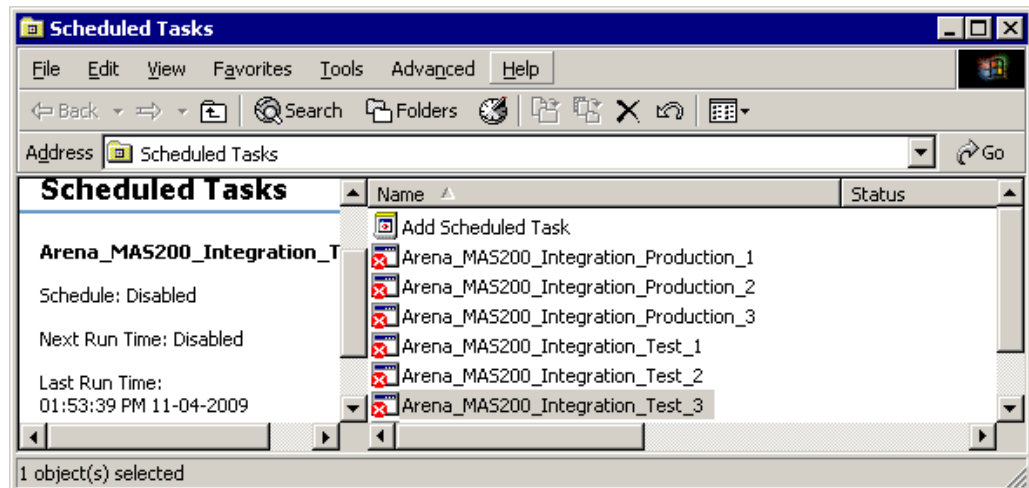 Scheduled Tasks
File Edit View Favorites Tools Advanced Help
Back Search Folders
Address Scheduled Tasks Go
Scheduled Tasks
Arena_MAS200_Integration_T
Schedule: Disabled
Next Run Time: Disabled
Last Run Time:
01:53:39 PM 11-04-2009
Name Status
Add Scheduled Task
Arena_MAS200_Integration_Production_1
Arena_MAS200_Integration_Production_2
Arena_MAS200_Integration_Production_3
Arena_MAS200_Integration_Test_1
Arena_MAS200_Integration_Test_2
Arena_MAS200_Integration_Test_3
1 object(s) selected